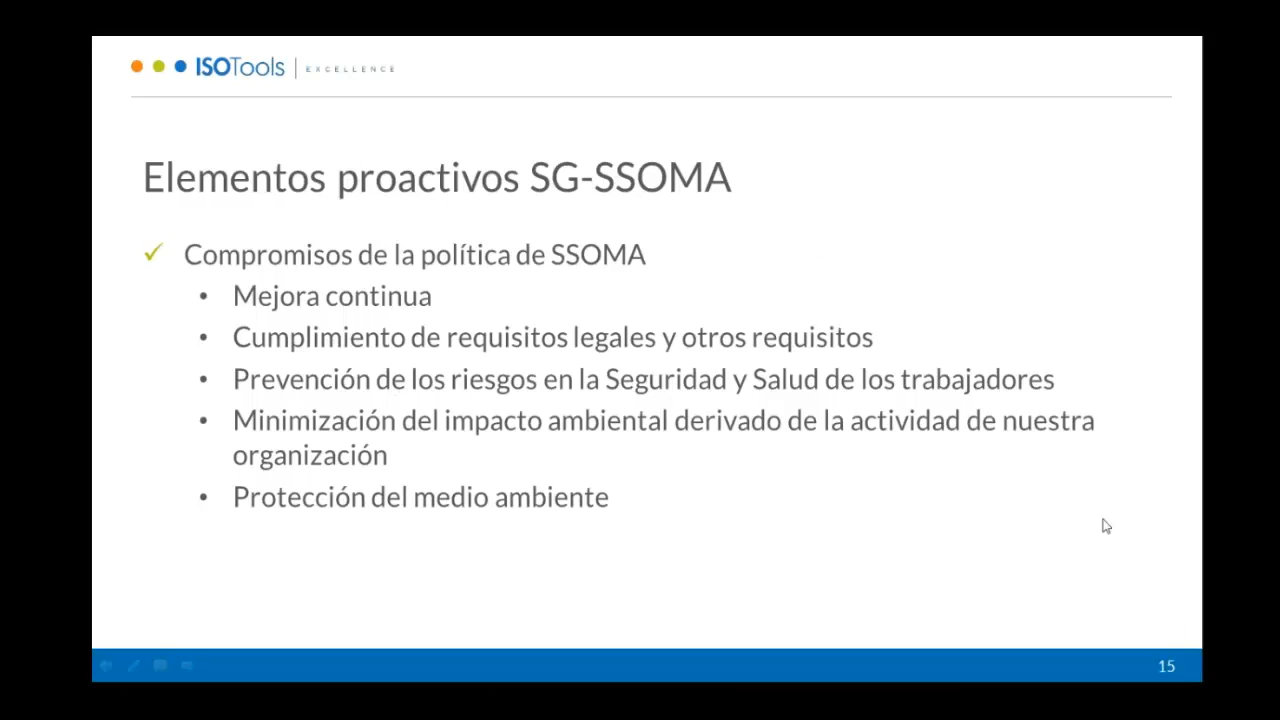 ISOTools | EXCELLENCE
Elementos proactivos SG-SSOMA
✓ Compromisos de la política de SSOMA
• Mejora continua
• Cumplimiento de requisitos legales y otros requisitos
• Prevención de los riesgos en la Seguridad y Salud de los trabajadores
• Minimización del impacto ambiental derivado de la actividad de nuestra
organización
• Protección del medio ambiente
15